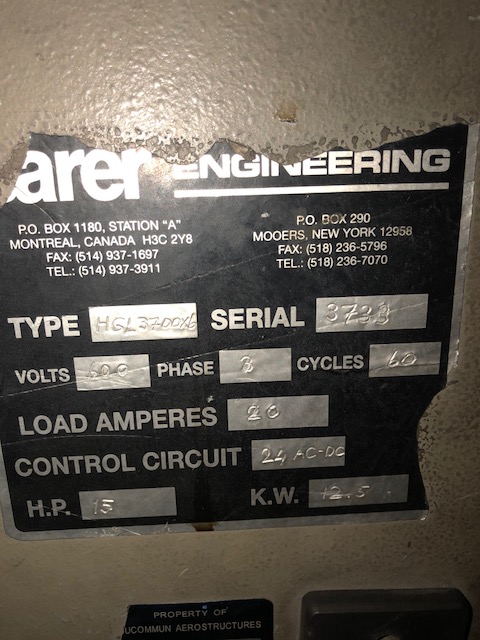 ENGINEERING
P.O. BOX 1180, STATION "A"
MONTREAL, CANADA H3C 2Y8
FAX: (514) 937-1697
TEL.: (514) 937-3911
P.O. BOX 290
MOOERS, NEW YORK 12958
FAX: (518) 236-5796
TEL.: (518) 236-7070
TYPE HGL3700X6 SERIAL 3733
VOLTS 600 PHASE 3 CYCLES 60
LOAD AMPERES 20
CONTROL CIRCUIT 24 AC-DC
H.P. 15 K.W. 12.5
PROPERTY OF
UCOMMUN AEROSTRUCTURES